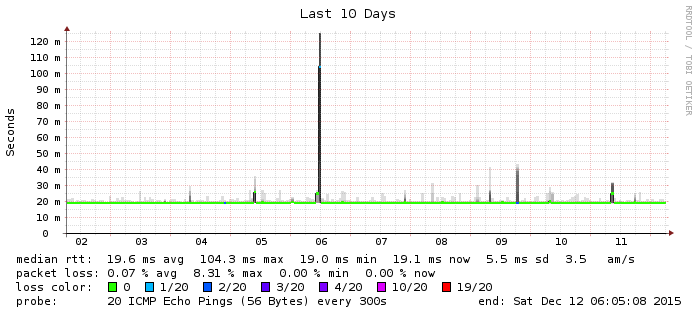 Last 10 Days
RRDTOOL / TOBI OETIKER
Seconds
120 m
110 m
100 m
90 m
80 m
70 m
60 m
50 m
40 m
30 m
20 m
10 m
0
02 03 04 05 06 07 08 09 10 11
median rtt: 19.6 ms avg 104.3 ms max 19.0 ms min 19.1 ms now 5.5 ms sd 3.5 am/s
packet loss: 0.07 % avg 8.31 % max 0.00 % min 0.00 % now
loss color: 0 1/20 2/20 3/20 4/20 10/20 19/20
probe: 20 ICMP Echo Pings (56 Bytes) every 300s end: Sat Dec 12 06:05:08 2015